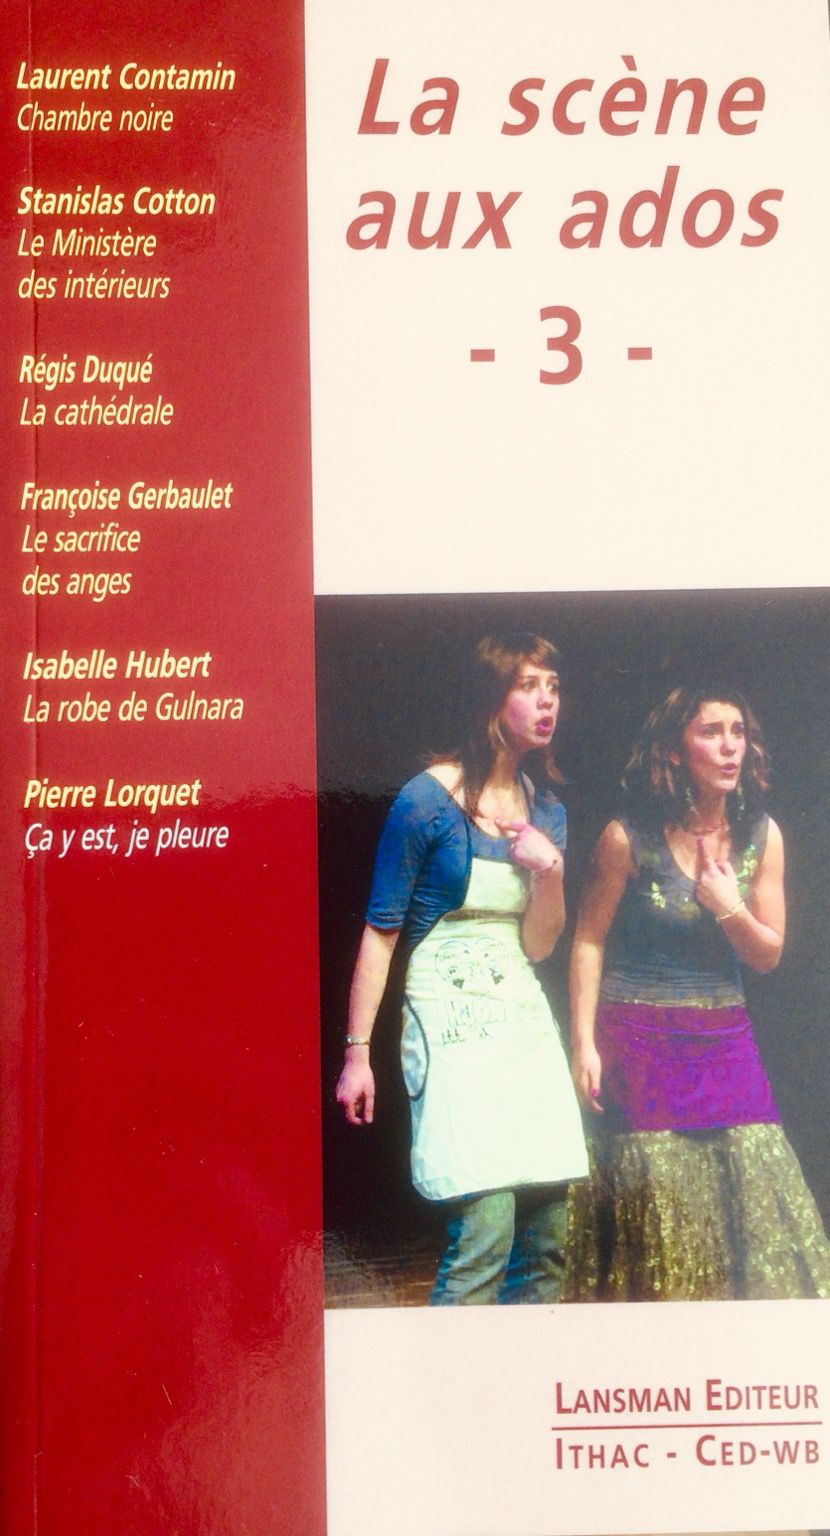 Laurent Contamin
Chambre noire
Stanislas Cotton
Le Ministère
des intérieurs
Régis Duqué
La cathédrale
Françoise Gerbaulet
Le sacrifice
des anges
Isabelle Hubert
La robe de Gulnara
Pierre Lorquet
Ça y est, je pleure
La scène
aux ados
- 3 -
LANSMAN EDITEUR
ITHAC - CED-WB